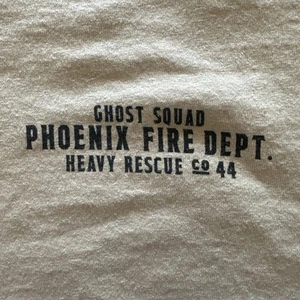 GHOST SQUAD
PHOENIX FIRE DEPT.
HEAVY RESCUE CO 44